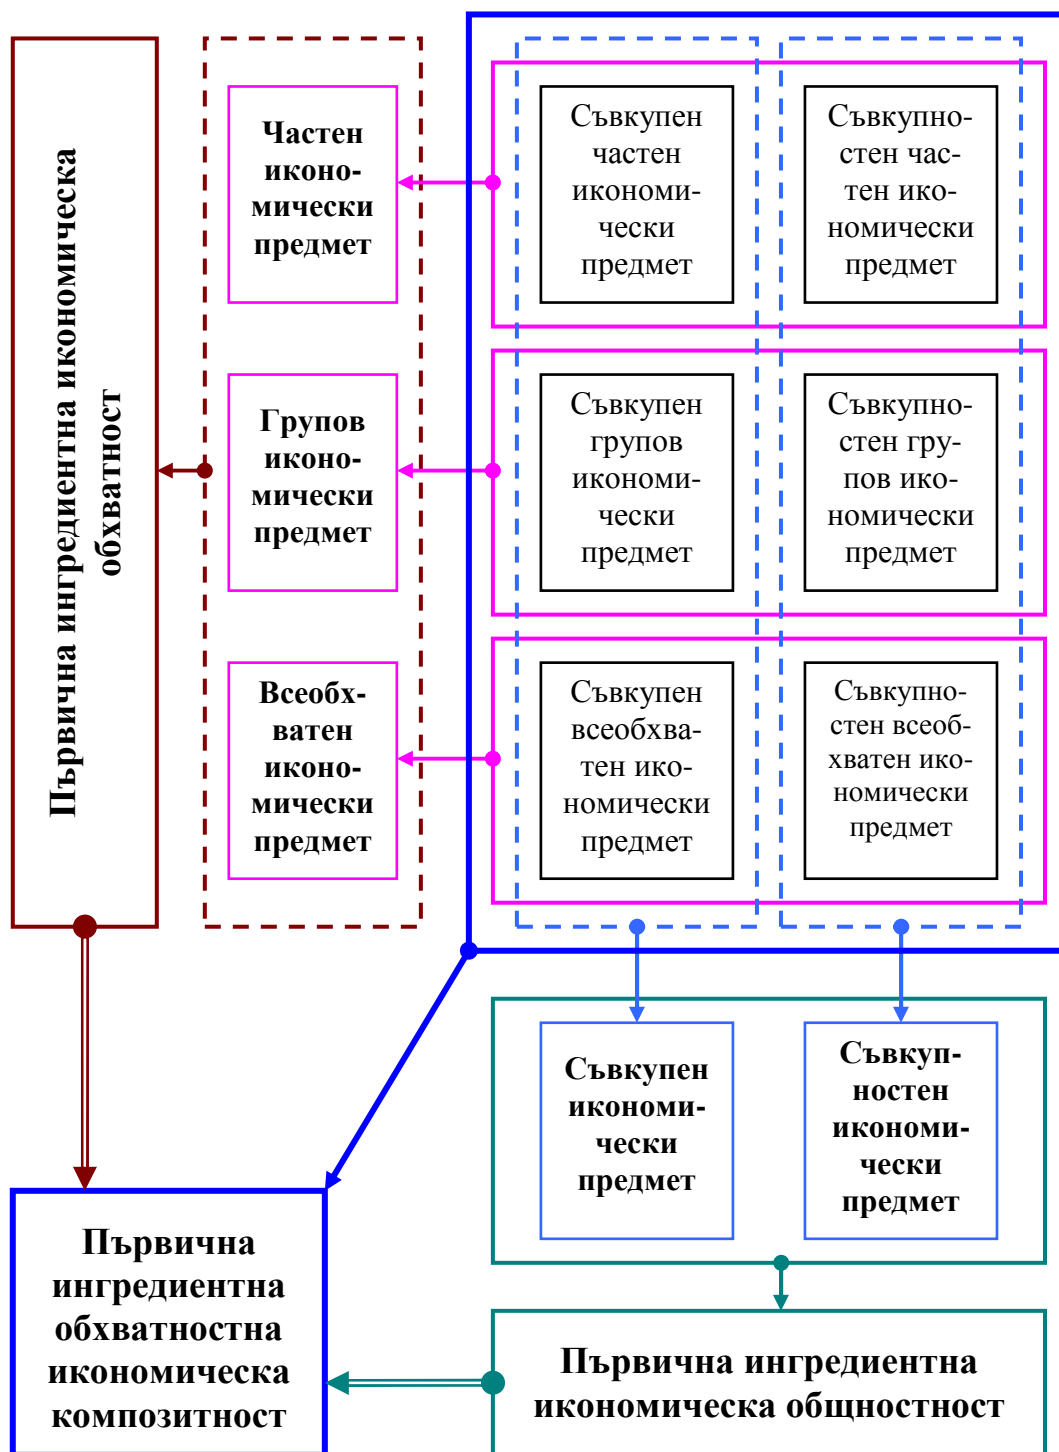 Първична ингредиентна икономическа
обхватност
Частен
иконо-
мически
предмет
Съвкупен
частен
икономи-
чески
предмет
Съвкупно-
стен час-
тен ико-
номически
предмет
Групов
иконо-
мически
предмет
Съвкупен
групов
икономи-
чески
предмет
Съвкупно-
стен гру-
пов ико-
номически
предмет
Всеобх-
ватен
иконо-
мически
предмет
Съвкупен
всеобхва-
тен ико-
номически
предмет
Съвкупно-
стен всеоб-
хватен ико-
номически
предмет
Съвкупен
икономи-
чески
предмет
Съвкуп-
ностен
икономи-
чески
предмет
Първична
ингредиентна
обхватностна
икономическа
композитност
Първична ингредиентна
икономическа общностност